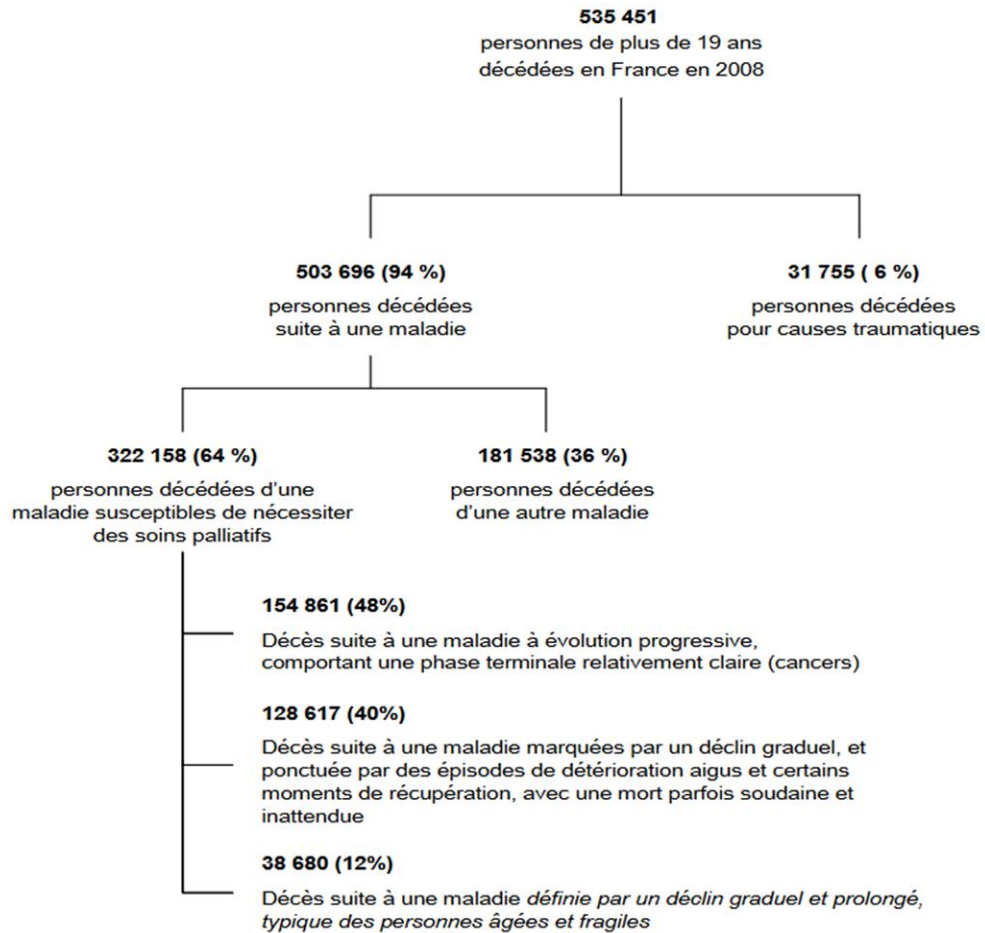 535 451
personnes de plus de 19 ans
décédées en France en 2008
503 696 (94 %)
personnes décédées
suite à une maladie
31 755 ( 6 %)
personnes décédées
pour causes traumatiques
322 158 (64 %)
personnes décédées d’une
maladie susceptibles de nécessiter
des soins palliatifs
181 538 (36 %)
personnes décédées
d’une autre maladie
154 861 (48%)
Décès suite à une maladie à évolution progressive,
comportant une phase terminale relativement claire (cancers)
128 617 (40%)
Décès suite à une maladie marquées par un déclin graduel, et
ponctuée par des épisodes de détérioration aigus et certains
moments de récupération, avec une mort parfois soudaine et
inattendue
38 680 (12%)
Décès suite à une maladie définie par un déclin graduel et prolongé,
typique des personnes âgées et fragiles